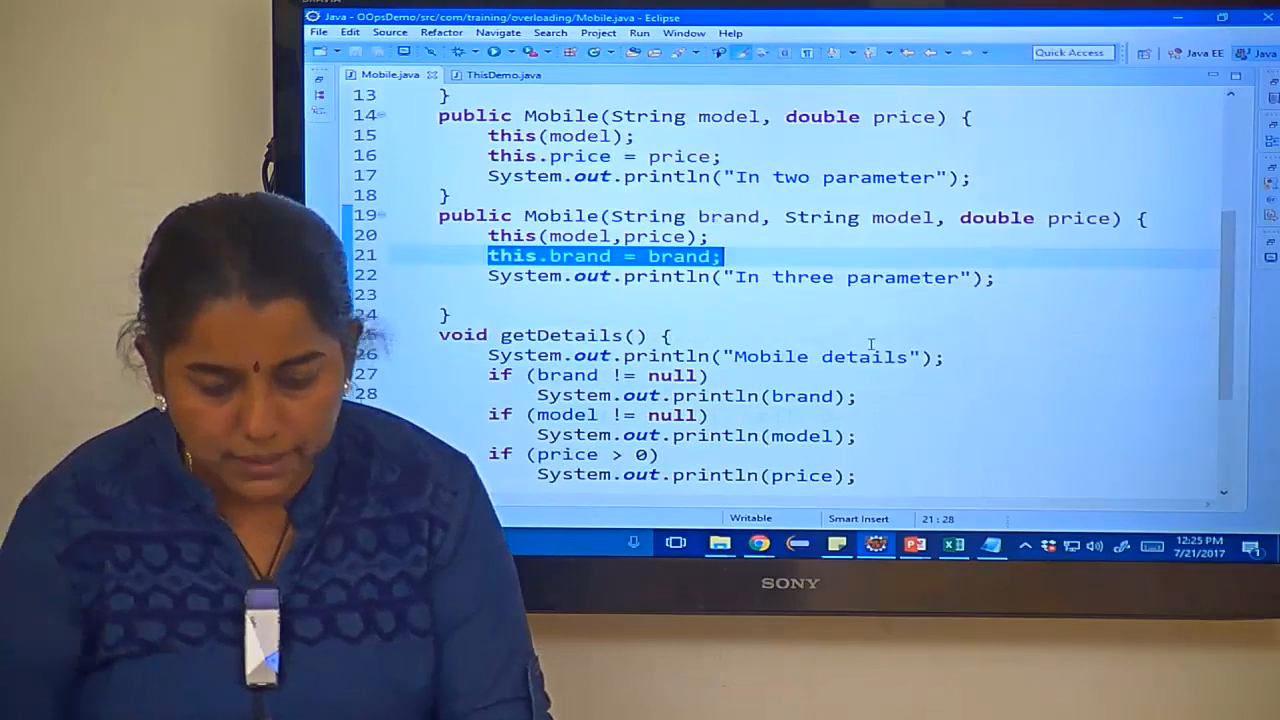 Java - OOpsDemo/src/com/training/overloading/Mobile.java - Eclipse
File Edit Source Refactor Navigate Search Project Run Window Help
Quick Access Java EE Java
Mobile.java ThisDemo.java
13 }
14 public Mobile(String model, double price) {
15 this(model);
16 this.price = price;
17 System.out.println("In two parameter");
18 }
19 public Mobile(String brand, String model, double price) {
20 this(model,price);
21 this.brand = brand;
22 System.out.println("In three parameter");
23
24 }
void getDetails() {
26 System.out.println("Mobile details");
27 if (brand != null)
28 System.out.println(brand);
if (model != null)
System.out.println(model);
if (price > 0)
System.out.println(price);
Writable Smart Insert 21 : 28
12:25 PM
7/21/2017
SONY